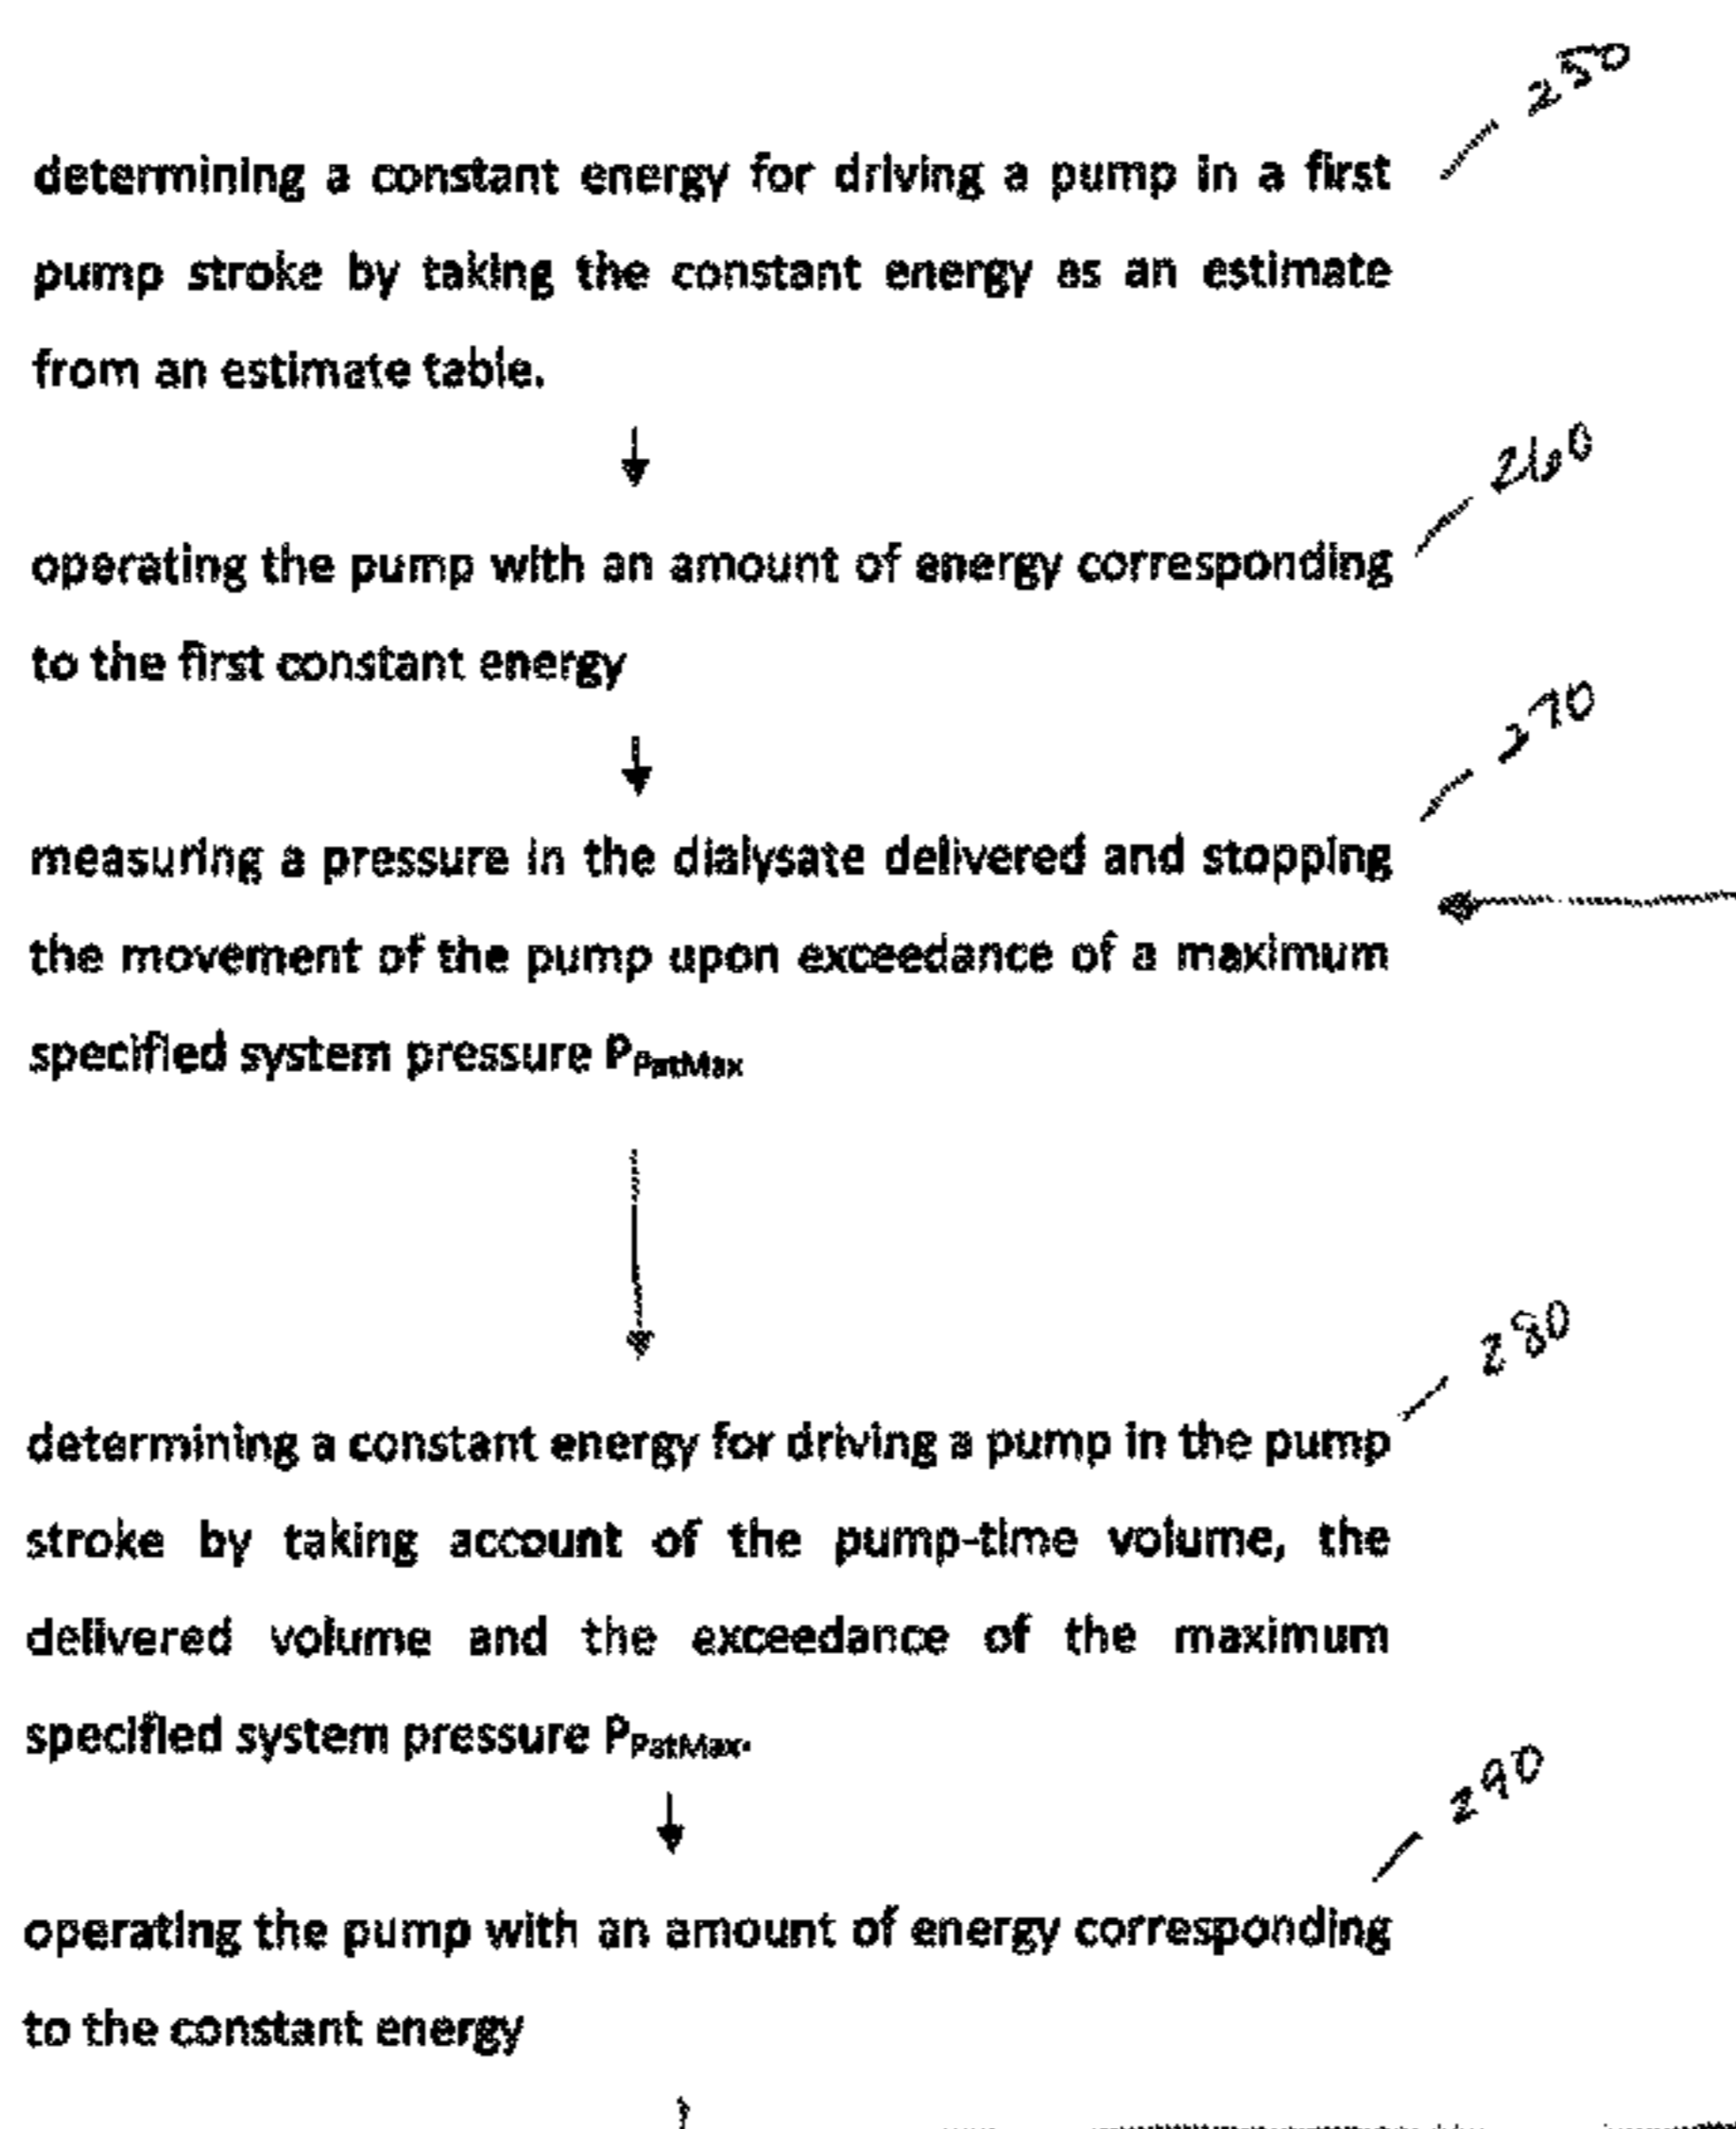 250
determining a constant energy for driving a pump in a first
pump stroke by taking the constant energy as an estimate
from an estimate table.
260
operating the pump with an amount of energy corresponding
to the first constant energy
270
measuring a pressure in the dialysate delivered and stopping
the movement of the pump upon exceedance of a maximum
specified system pressure PPatMax
280
determining a constant energy for driving a pump in the pump
stroke by taking account of the pump-time volume, the
delivered volume and the exceedance of the maximum
specified system pressure PPatMax.
290
operating the pump with an amount of energy corresponding
to the constant energy